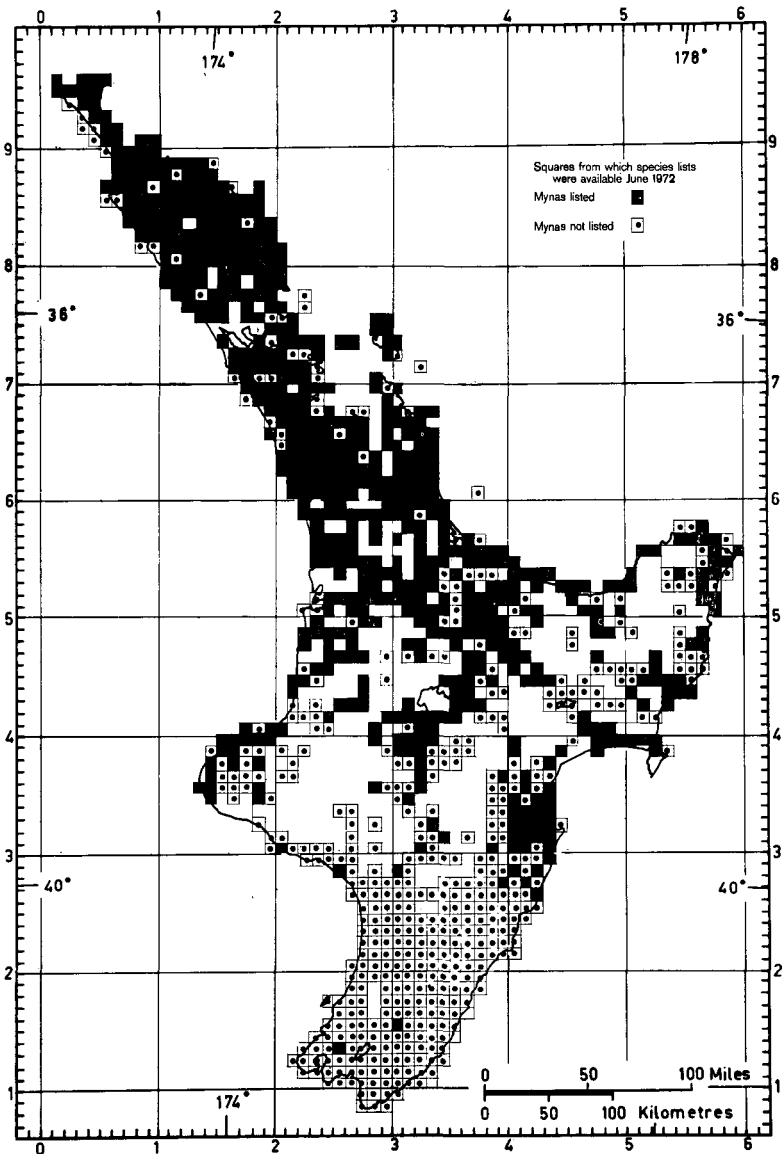 0 1 2 3 4 5 6
174° 178°
9 9
Squares from which species lists
were available June 1972
Mynas listed
Mynas not listed
8 8
36° 36°
7 7
6 6
5 5
4 4
3 3
40° 40°
2 2
0 50 100 Miles
1 1
174°
0 50 100 Kilometres
0 1 2 3 4 5 6